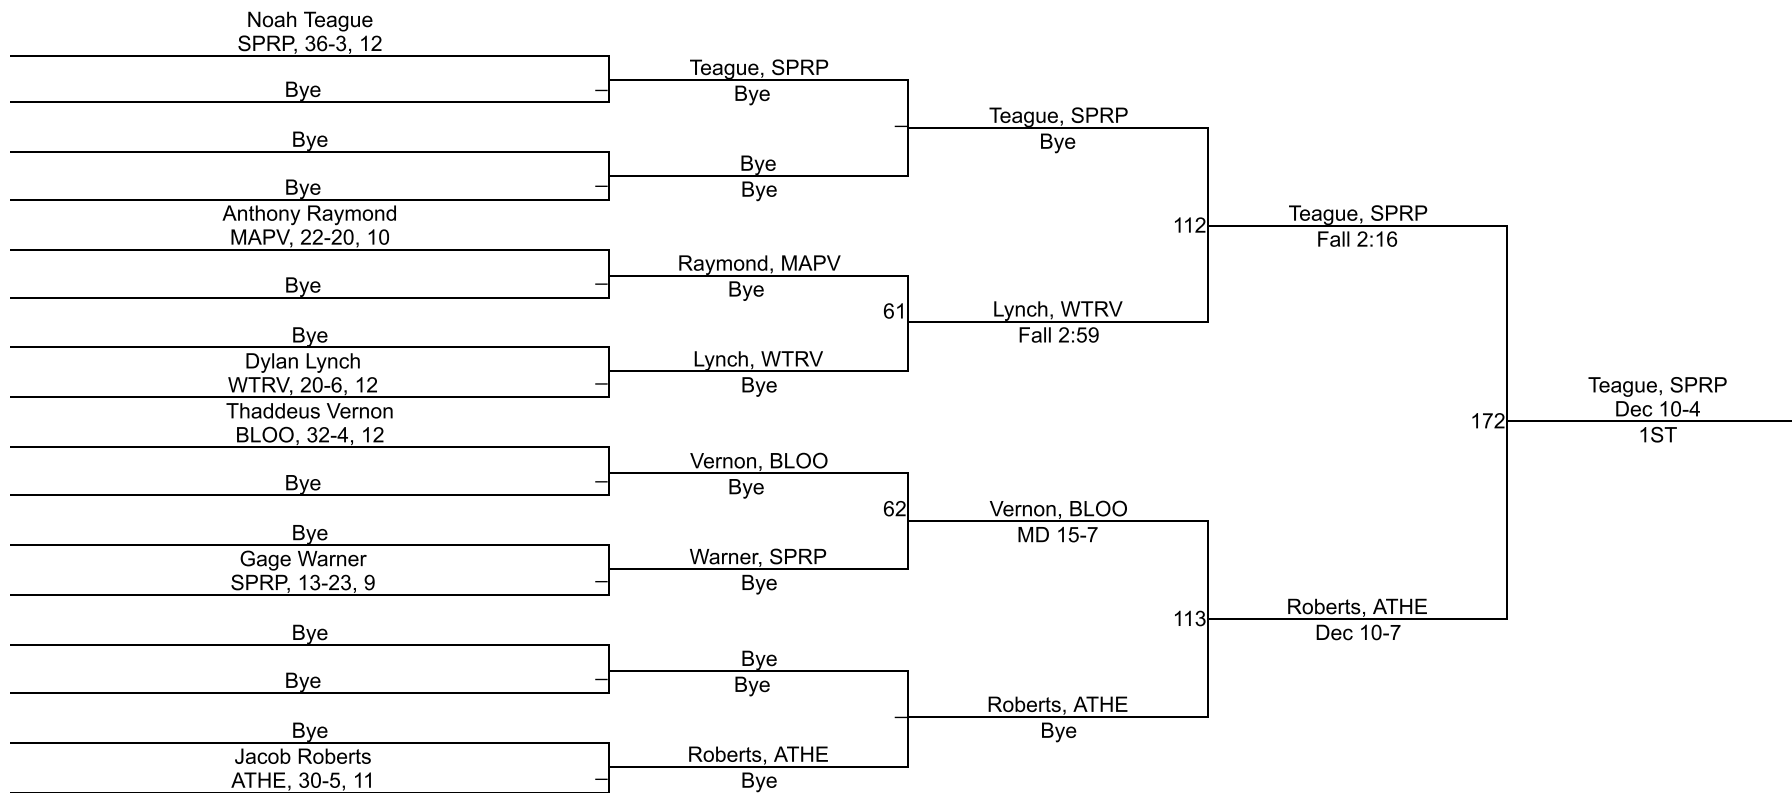 Noah Teague
SPRP, 36-3, 12
Bye
Bye
Bye
Anthony Raymond
MAPV, 22-20, 10
Bye
Bye
Dylan Lynch
WTRV, 20-6, 12
Thaddeus Vernon
BLOO, 32-4, 12
Bye
Bye
Gage Warner
SPRP, 13-23, 9
Bye
Bye
Bye
Jacob Roberts
ATHE, 30-5, 11
Teague, SPRP
Bye
Bye
Bye
Raymond, MAPV
Bye
61
Lynch, WTRV
Bye
Vernon, BLOO
Bye
62
Warner, SPRP
Bye
Bye
Bye
Roberts, ATHE
Bye
Teague, SPRP
Bye
112
Lynch, WTRV
Fall 2:59
Vernon, BLOO
MD 15-7
113
Roberts, ATHE
Bye
Teague, SPRP
Fall 2:16
172
Roberts, ATHE
Dec 10-7
Teague, SPRP
Dec 10-4
1ST